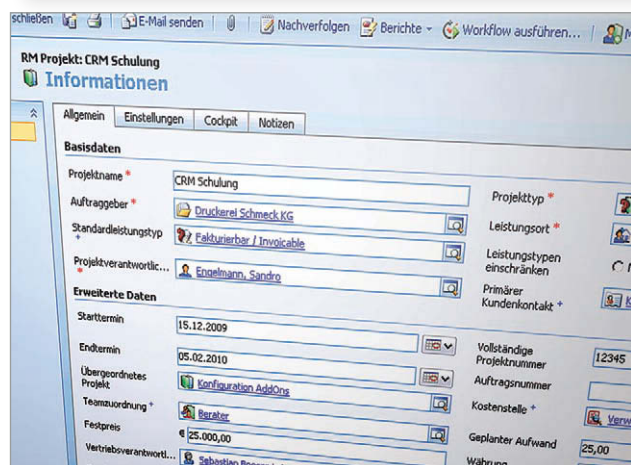 schließen E-Mail senden Nachverfolgen Berichte Workflow ausführen...
RM Projekt: CRM Schulung
Informationen
Allgemein Einstellungen Cockpit Notizen
Basisdaten
Projektname * CRM Schulung Projekttyp *
Auftraggeber * Druckerei Schmeck KG Leistungsort *
Standardleistungstyp + Fakturierbar / Invoicable Leistungstypen einschränken
Projektverantwortlic... * Engelmann, Sandro Primärer Kundenkontakt +
Erweiterte Daten
Starttermin 15.12.2009 Vollständige Projektnummer 12345
Endtermin 05.02.2010 Auftragsnummer
Übergeordnetes Projekt Konfiguration AddOns Kostenstelle + Verw
Teamzuordnung + Berater Geplanter Aufwand 25,00
Festpreis € 25.000,00 Währung
Vertriebsverantwortl... Sebastian